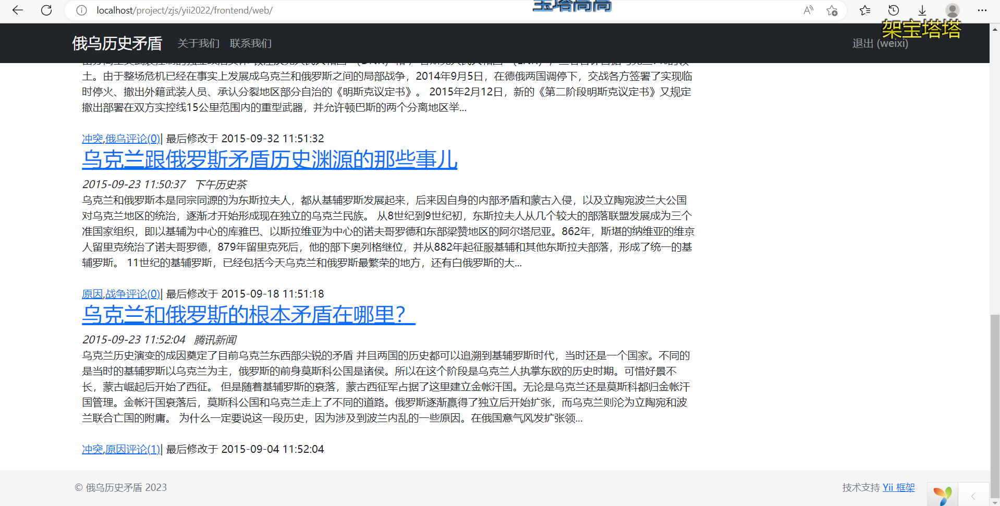 localhost/project/zjs/yii2022/frontend/web/
宝塔高高
架宝塔塔
俄乌历史矛盾 关于我们 联系我们 退出 (weixi)
土。由于整场危机已经在事实上发展成乌克兰和俄罗斯之间的局部战争，2014年9月5日，在德俄两国调停下，交战各方签署了实现临
时停火、撤出外籍武装人员、承认分裂地区部分自治的《明斯克议定书》。 2015年2月12日，新的《第二阶段明斯克议定书》又规定
撤出部署在双方实控线15公里范围内的重型武器，并允许顿巴斯的两个分离地区举...
冲突,俄乌评论(0)| 最后修改于 2015-09-32 11:51:32
乌克兰跟俄罗斯矛盾历史渊源的那些事儿
2015-09-23 11:50:37 下午历史茶
乌克兰和俄罗斯本是同宗同源的为东斯拉夫人，都从基辅罗斯发展起来，后来因自身的内部矛盾和蒙古入侵，以及立陶宛波兰大公国
对乌克兰地区的统治，逐渐才开始形成现在独立的乌克兰民族。 从8世纪到9世纪初，东斯拉夫人从几个较大的部落联盟发展成为三个
准国家组织，即以基辅为中心的库雅巴、以斯拉维亚为中心的诺夫哥罗德和东部梁赞地区的阿尔塔尼亚。862年，斯堪的纳维亚的维京
人留里克统治了诺夫哥罗德，879年留里克死后，他的部下奥列格继位，并从882年起征服基辅和其他东斯拉夫部落，形成了统一的基
辅罗斯。 11世纪的基辅罗斯，已经包括今天乌克兰和俄罗斯最繁荣的地方，还有白俄罗斯的大...
原因,战争评论(0)| 最后修改于 2015-09-18 11:51:18
乌克兰和俄罗斯的根本矛盾在哪里？
2015-09-23 11:52:04 腾讯新闻
乌克兰历史演变的成因奠定了目前乌克兰东西部尖锐的矛盾 并且两国的历史都可以追溯到基辅罗斯时代，当时还是一个国家。不同的
是当时的基辅罗斯以乌克兰为主，俄罗斯的前身莫斯科公国是诸侯。所以在这个阶段是乌克兰人执掌东欧的历史时期。可惜好景不
长，蒙古崛起后开始了西征。 但是随着基辅罗斯的衰落，蒙古西征军占据了这里建立金帐汗国。无论是乌克兰还是莫斯科都归金帐汗
国管理。金帐汗国衰落后，莫斯科公国和乌克兰走上了不同的道路。俄罗斯逐渐赢得了独立后开始扩张，而乌克兰则沦为立陶宛和波
兰联合亡国的附庸。 为什么一定要说这一段历史，因为涉及到波兰内乱的一些原因。在俄国意气风发扩张领...
冲突,原因评论(1)| 最后修改于 2015-09-04 11:52:04
© 俄乌历史矛盾 2023 技术支持 Yii 框架